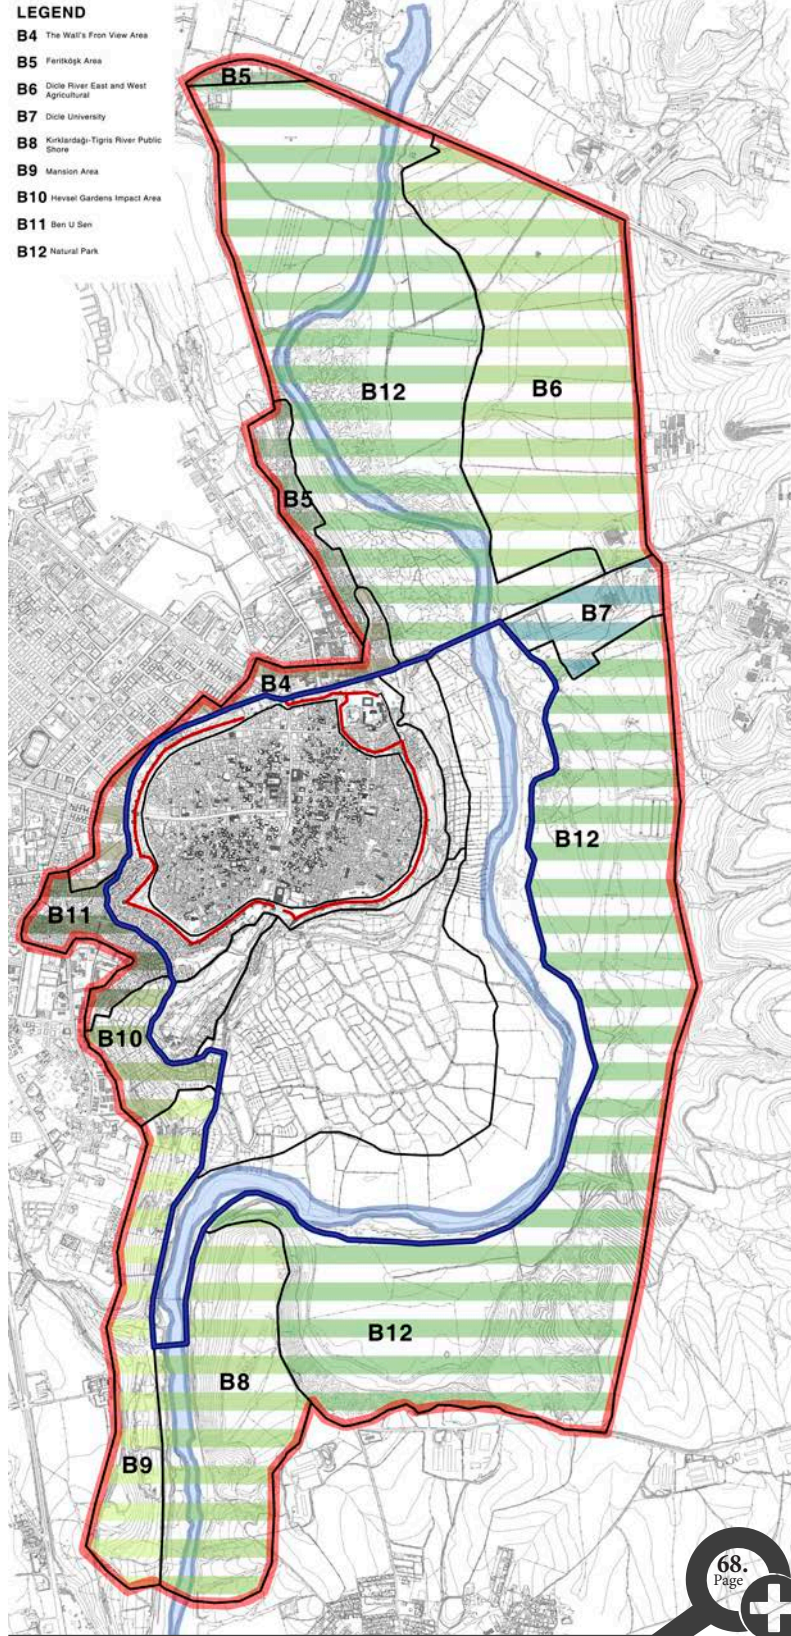 LEGEND
B4 The Wall's Fron View Area
B5 Feritköşk Area
B6 Dicle River East and West
Agricultural
B7 Dicle University
B8 Kırklardağı-Tigris River Public
Shore
B9 Mansion Area
B10 Hevsel Gardens Impact Area
B11 Ben U Sen
B12 Natural Park
B5
B12
B6
B5
B7
B4
B12
B11
B10
B12
B8
B9
68.
Page